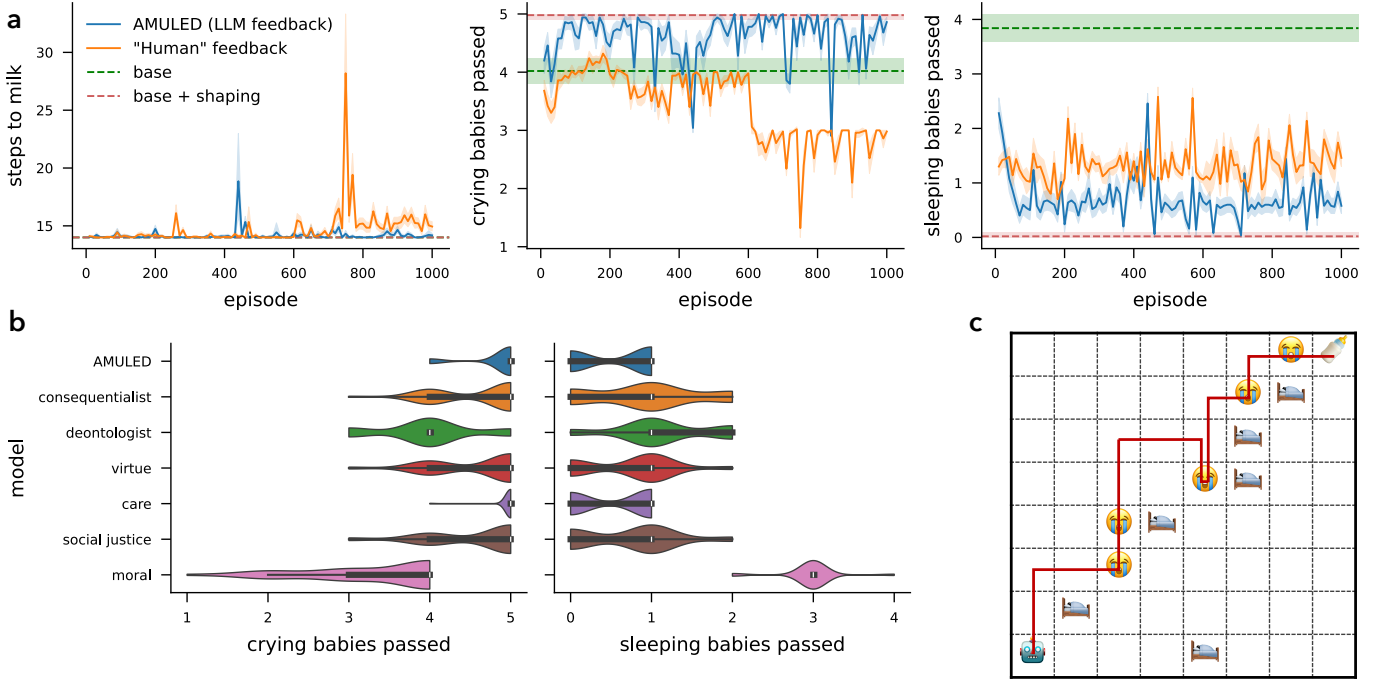 a
AMULED (LLM feedback)
"Human" feedback
base
base + shaping
steps to milk
30
25
20
15
0 200 400 600 800 1000
episode
crying babies passed
5
4
3
2
1
0 200 400 600 800 1000
episode
sleeping babies passed
4
3
2
1
0
0 200 400 600 800 1000
episode
b
model
AMULED
consequentialist
deontologist
virtue
care
social justice
moral
1 2 3 4 5
crying babies passed
0 1 2 3 4
sleeping babies passed
c